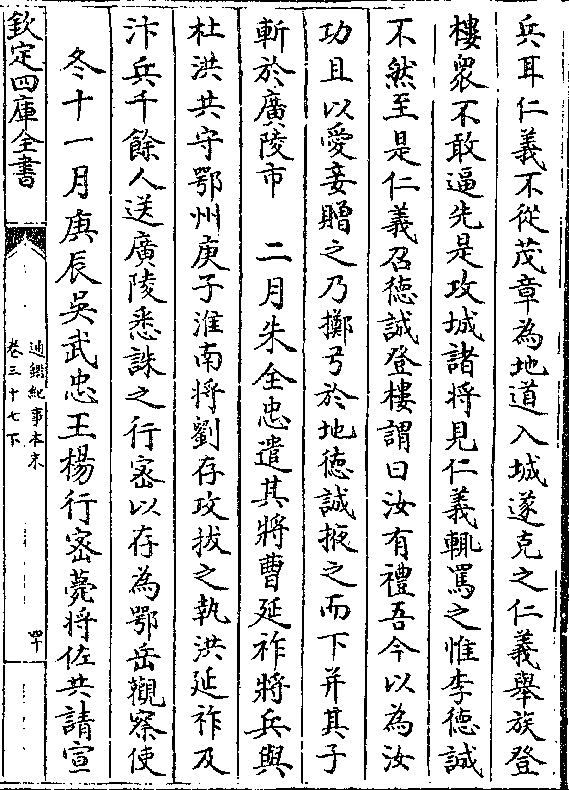 兵耳仁義不從茂章為地道入城遂克之仁義舉族登
樓衆不敢逼先是攻城諸將見仁義輒罵之惟李德誠
不然至是仁義召德誠登樓謂曰汝有禮吾今以為汝
功且以愛妾贈之乃擲弓於地德誠掖之而下并其子
斬於廣陵市　二月朱全忠遣其將曹延祚將兵與
杜洪共守鄂州庚子淮南將劉存攻拔之執洪延祚及
汴兵千餘人送廣陵悉誅之行密以存為鄂岳觀察使
冬十一月庚辰吳武忠王楊行密薨將佐共請宣
欽定四庫全書
通鑑紀事本末
卷三十七下
四十